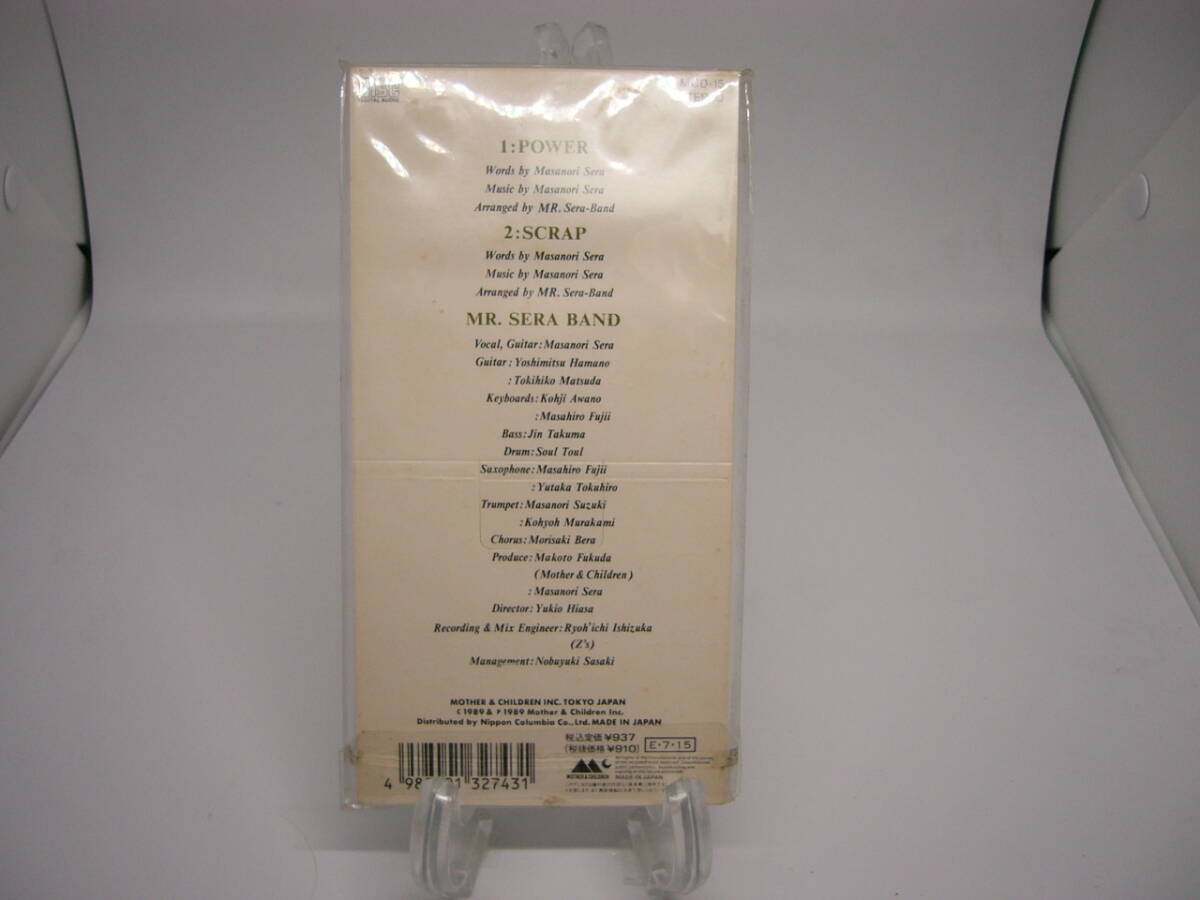 DIGITAL AUDIO
1:POWER
Words by Masanori Sera
Music by Masanori Sera
Arranged by MR. Sera-Band
2:SCRAP
Words by Masanori Sera
Music by Masanori Sera
Arranged by MR. Sera-Band
MR. SERA BAND
Vocal, Guitar:Masanori Sera
Guitar:Yoshimitsu Hamano
:Tokihiko Matsuda
Keyboards:Kohji Awano
:Masahiro Fujii
Bass:Jin Takuma
Drum:Soul Toul
Saxophone:Masahiro Fujii
:Yutaka Tokuhiro
Trumpet:Masanori Suzuki
:Kohyoh Murakami
Chorus:Morisaki Bera
Produce:Makoto Fukuda
(Mother & Children)
:Masanori Sera
Director:Yukio Hiasa
Recording & Mix Engineer:Ryoh'ichi Ishizuka
(Z's)
Management:Nobuyuki Sasaki
MOTHER & CHILDREN INC. TOKYO JAPAN
C 1989 & P 1989 Mother & Children Inc.
Distributed by Nippon Columbia Co., Ltd. MADE IN JAPAN
税込定価¥937
(税抜価格¥910)
E・7・15
MOTHER & CHILDREN
MADE IN JAPAN
327431